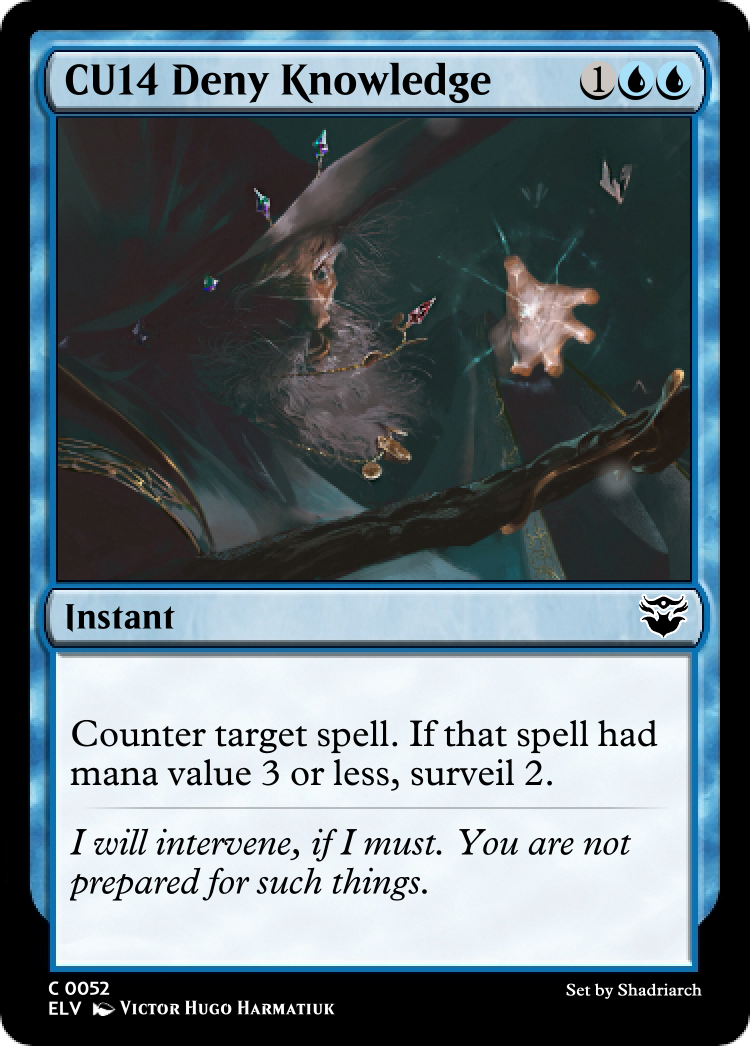 CU14 Deny Knowledge 1
Instant
Counter target spell. If that spell had
mana value 3 or less, surveil 2.
I will intervene, if I must. You are not
prepared for such things.
C 0052
ELV VICTOR HUGO HARMATIUK
Set by Shadriarch